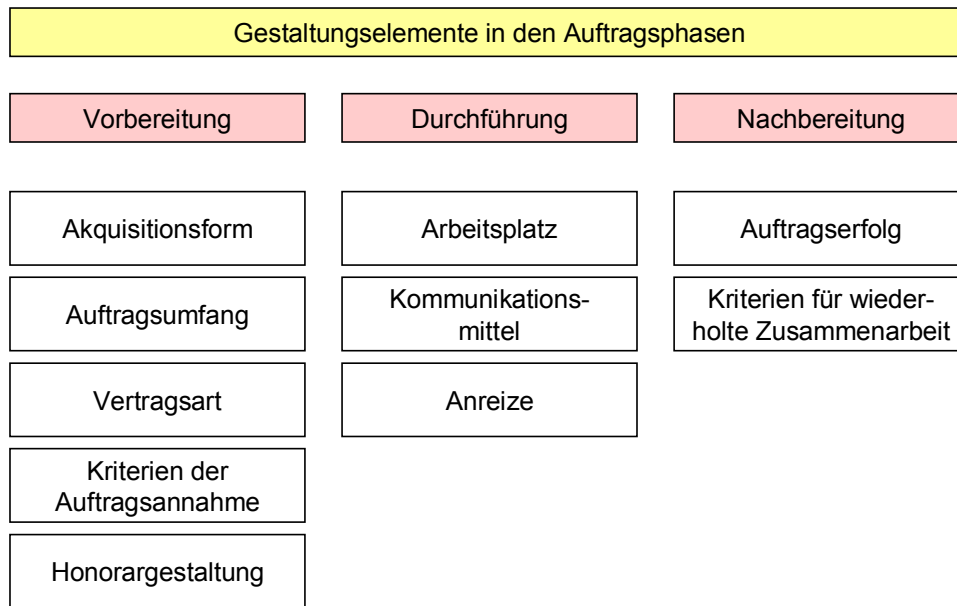 Gestaltungselemente in den Auftragsphasen
Vorbereitung
Durchführung
Nachbereitung
Akquisitionsform
Arbeitsplatz
Auftragserfolg
Auftragsumfang
Kommunikations-
mittel
Kriterien für wieder-
holte Zusammenarbeit
Vertragsart
Anreize
Kriterien der
Auftragsannahme
Honorargestaltung